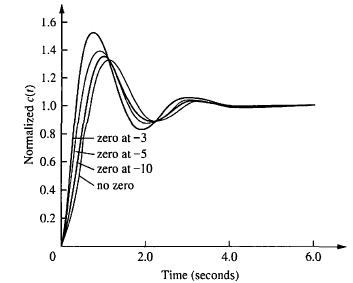 Normalized c(t)
1.6
1.4
1.2
1.0
0.8
0.6
0.4
0.2
zero at −3
zero at −5
zero at −10
no zero
0
2.0
4.0
6.0
Time (seconds)